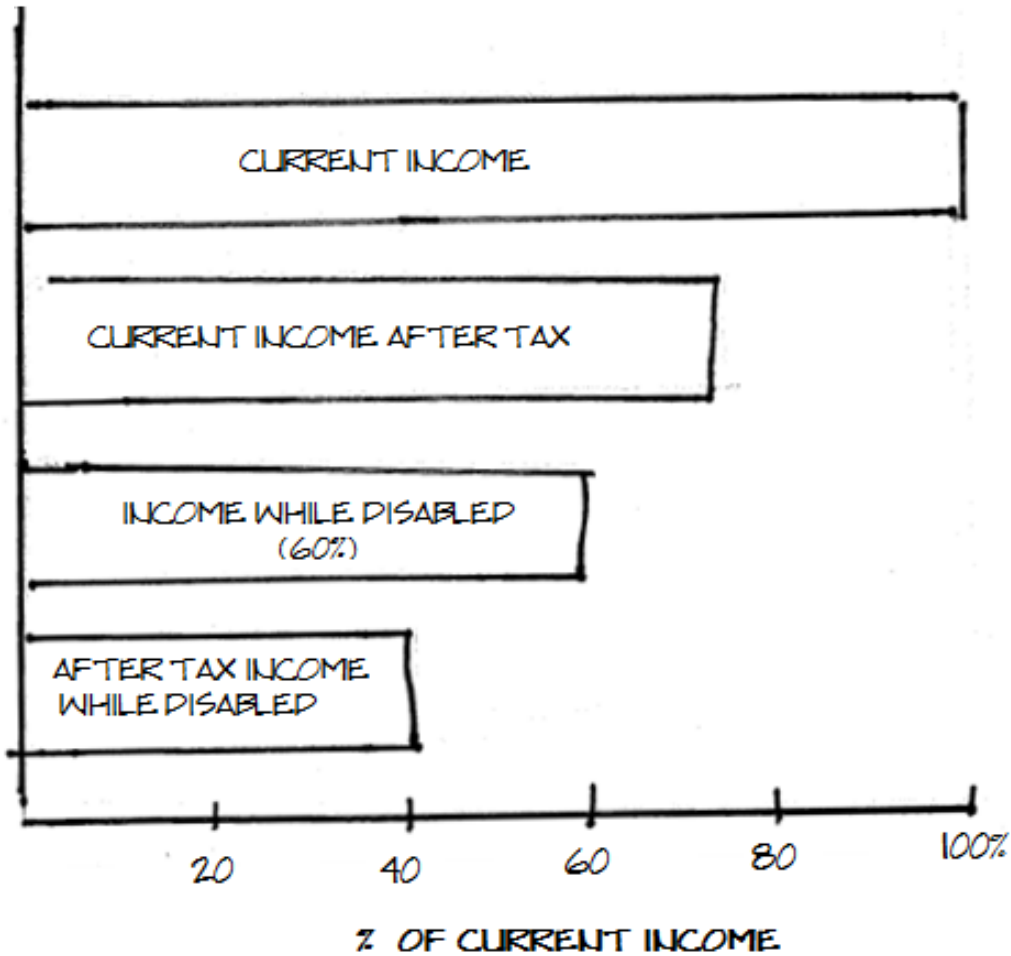 CURRENT INCOME
CURRENT INCOME AFTER TAX
INCOME WHILE DISABLED
(60%)
AFTER TAX INCOME
WHILE DISABLED
20 40 60 80 100%
% OF CURRENT INCOME